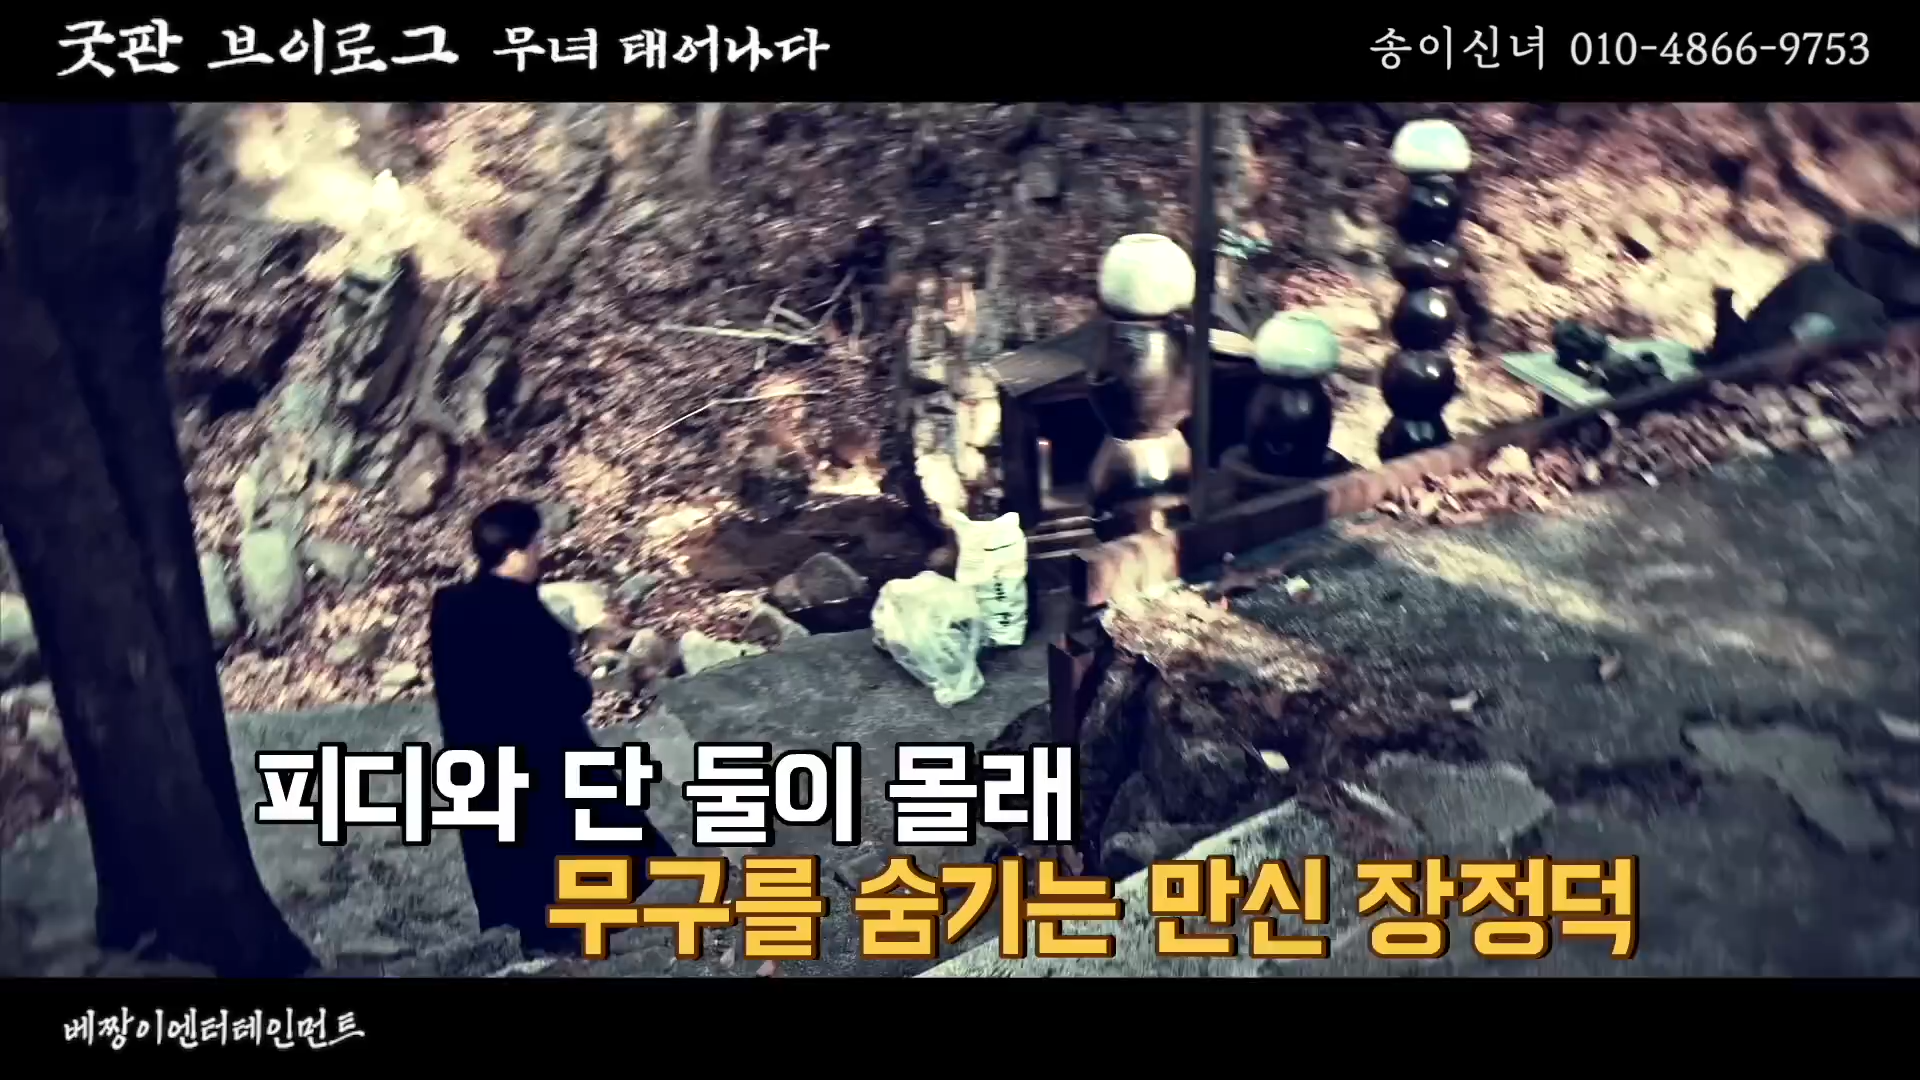 굿판 브이로그 무녀 태어나다
송이신녀 010-4866-9753
피디와 단 둘이 몰래
무구를 숨기는 만신 장정덕
베짱이엔터테인먼트